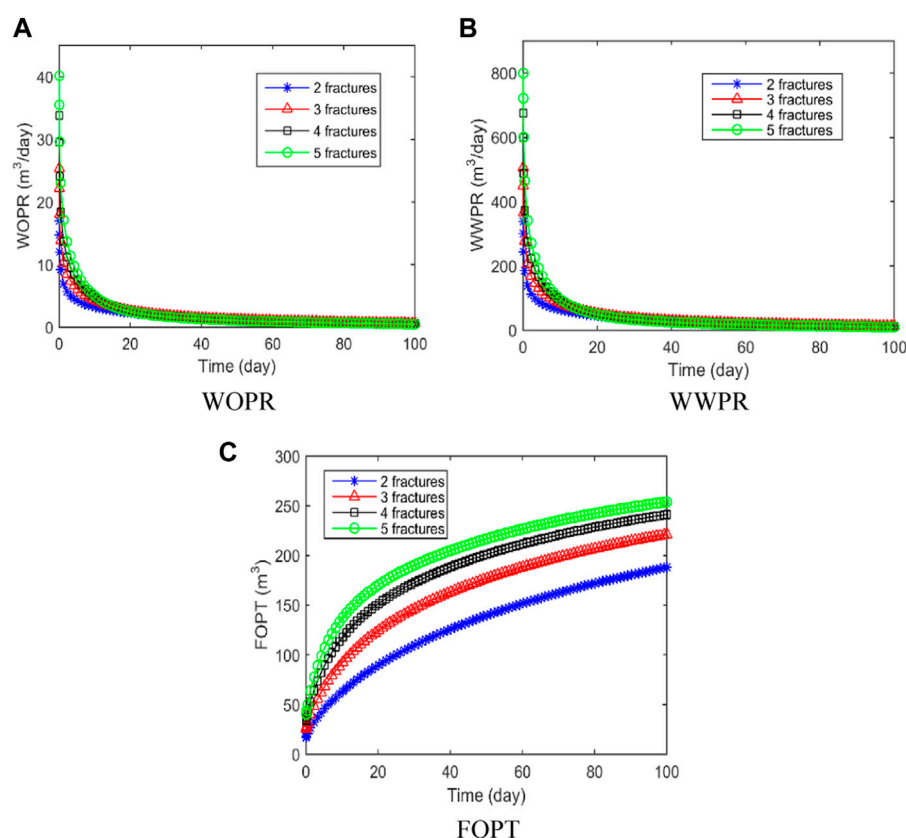 A
WOPR (m³/day)
40
30
20
10
0
2 fractures
3 fractures
4 fractures
5 fractures
0 20 40 60 80 100
Time (day)
WOPR
B
WWPR (m³/day)
800
600
400
200
0
2 fractures
3 fractures
4 fractures
5 fractures
0 20 40 60 80 100
Time (day)
WWPR
C
FOPT (m³)
300
250
200
150
100
50
0
2 fractures
3 fractures
4 fractures
5 fractures
0 20 40 60 80 100
Time (day)
FOPT